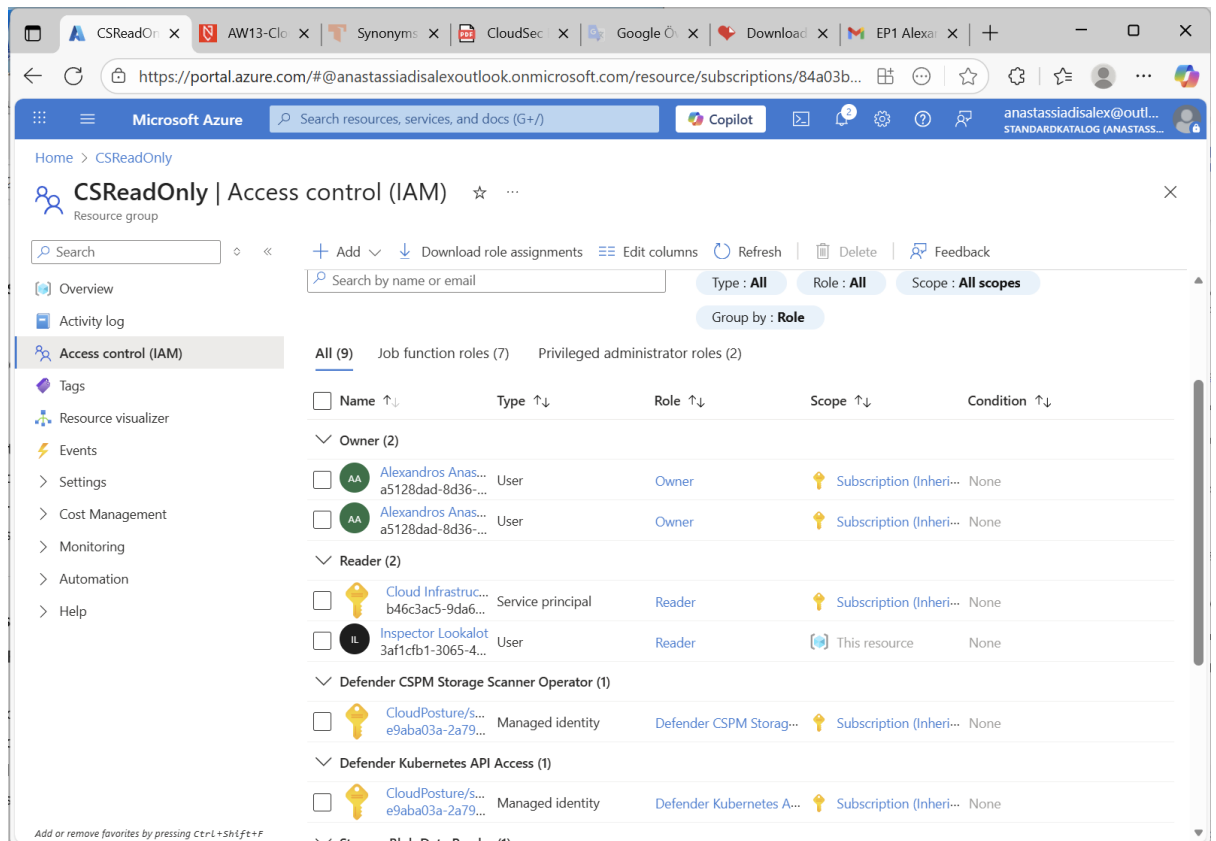 CSReadOn
AW13-Clo
Synonyms
CloudSec
Google Öv
Download
EP1 Alexan
https://portal.azure.com/#@anastassiadisalexoutlook.onmicrosoft.com/resource/subscriptions/84a03b...
Microsoft Azure
Search resources, services, and docs (G+/)
Copilot
2
anastassiadisalex@outl...
STANDARDKATALOG (ANASTASS...
Home > CSReadOnly
CSReadOnly | Access control (IAM)
Resource group
Search
Add
Download role assignments
Edit columns
Refresh
Delete
Feedback
Overview
Activity log
Access control (IAM)
Tags
Resource visualizer
Events
Settings
Cost Management
Monitoring
Automation
Help
Add or remove favorites by pressing Ctrl+Shift+F
Search by name or email
Type : All
Role : All
Scope : All scopes
Group by : Role
All (9) Job function roles (7) Privileged administrator roles (2)
Name Type Role Scope Condition
Owner (2)
AA Alexandros Anas... User Owner Subscription (Inheri... None
a5128dad-8d36-...
AA Alexandros Anas... User Owner Subscription (Inheri... None
a5128dad-8d36-...
Reader (2)
Cloud Infrastruc... Service principal Reader Subscription (Inheri... None
b46c3ac5-9da6...
IL Inspector Lookalot User Reader This resource None
3af1cfb1-3065-4...
Defender CSPM Storage Scanner Operator (1)
CloudPosture/s... Managed identity Defender CSPM Storag... Subscription (Inheri... None
e9aba03a-2a79...
Defender Kubernetes API Access (1)
CloudPosture/s... Managed identity Defender Kubernetes A... Subscription (Inheri... None
e9aba03a-2a79...